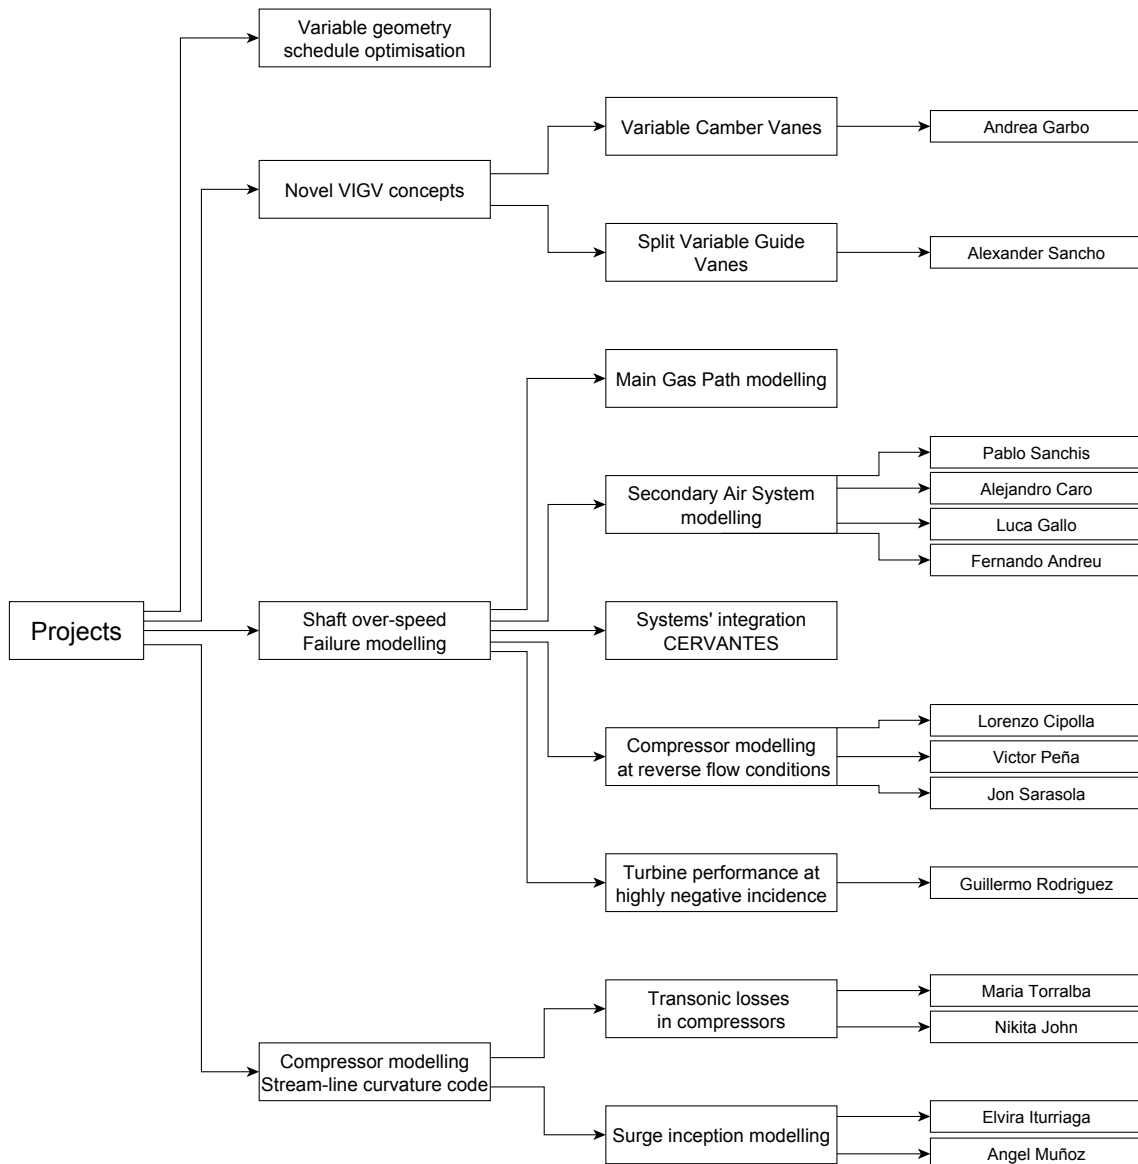 Variable geometry
schedule optimisation
Variable Camber Vanes
Andrea Garbo
Novel VIGV concepts
Split Variable Guide
Vanes
Alexander Sancho
Main Gas Path modelling
Pablo Sanchis
Secondary Air System
modelling
Alejandro Caro
Luca Gallo
Fernando Andreu
Projects
Shaft over-speed
Failure modelling
Systems' integration
CERVANTES
Lorenzo Cipolla
Compressor modelling
at reverse flow conditions
Victor Peña
Jon Sarasola
Turbine performance at
highly negative incidence
Guillermo Rodriguez
Transonic losses
in compressors
Maria Torralba
Nikita John
Compressor modelling
Stream-line curvature code
Surge inception modelling
Elvira Iturriaga
Angel Muñoz